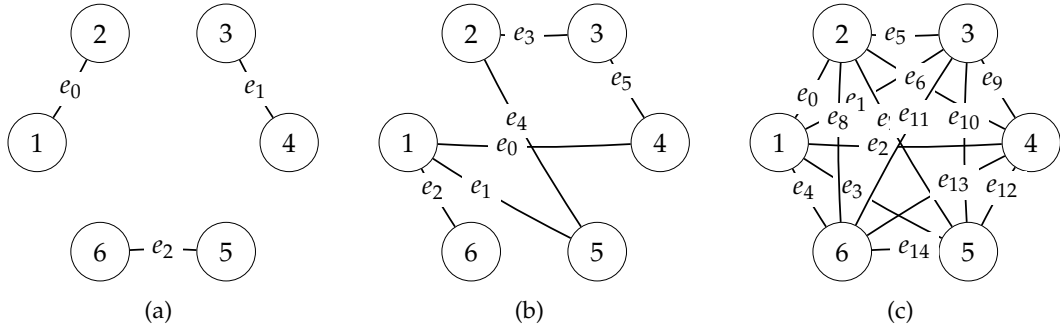 2 3
e0 e1
1 4
6 e2 5
(a)
2 e3 3
e5
e4
1 e0 4
e2 e1
6 5
(b)
2 e5 3
e6 e9
e0 e1
e8 e11 e10
1 e2 4
e4 e3 e13 e12
6 e14 5
(c)